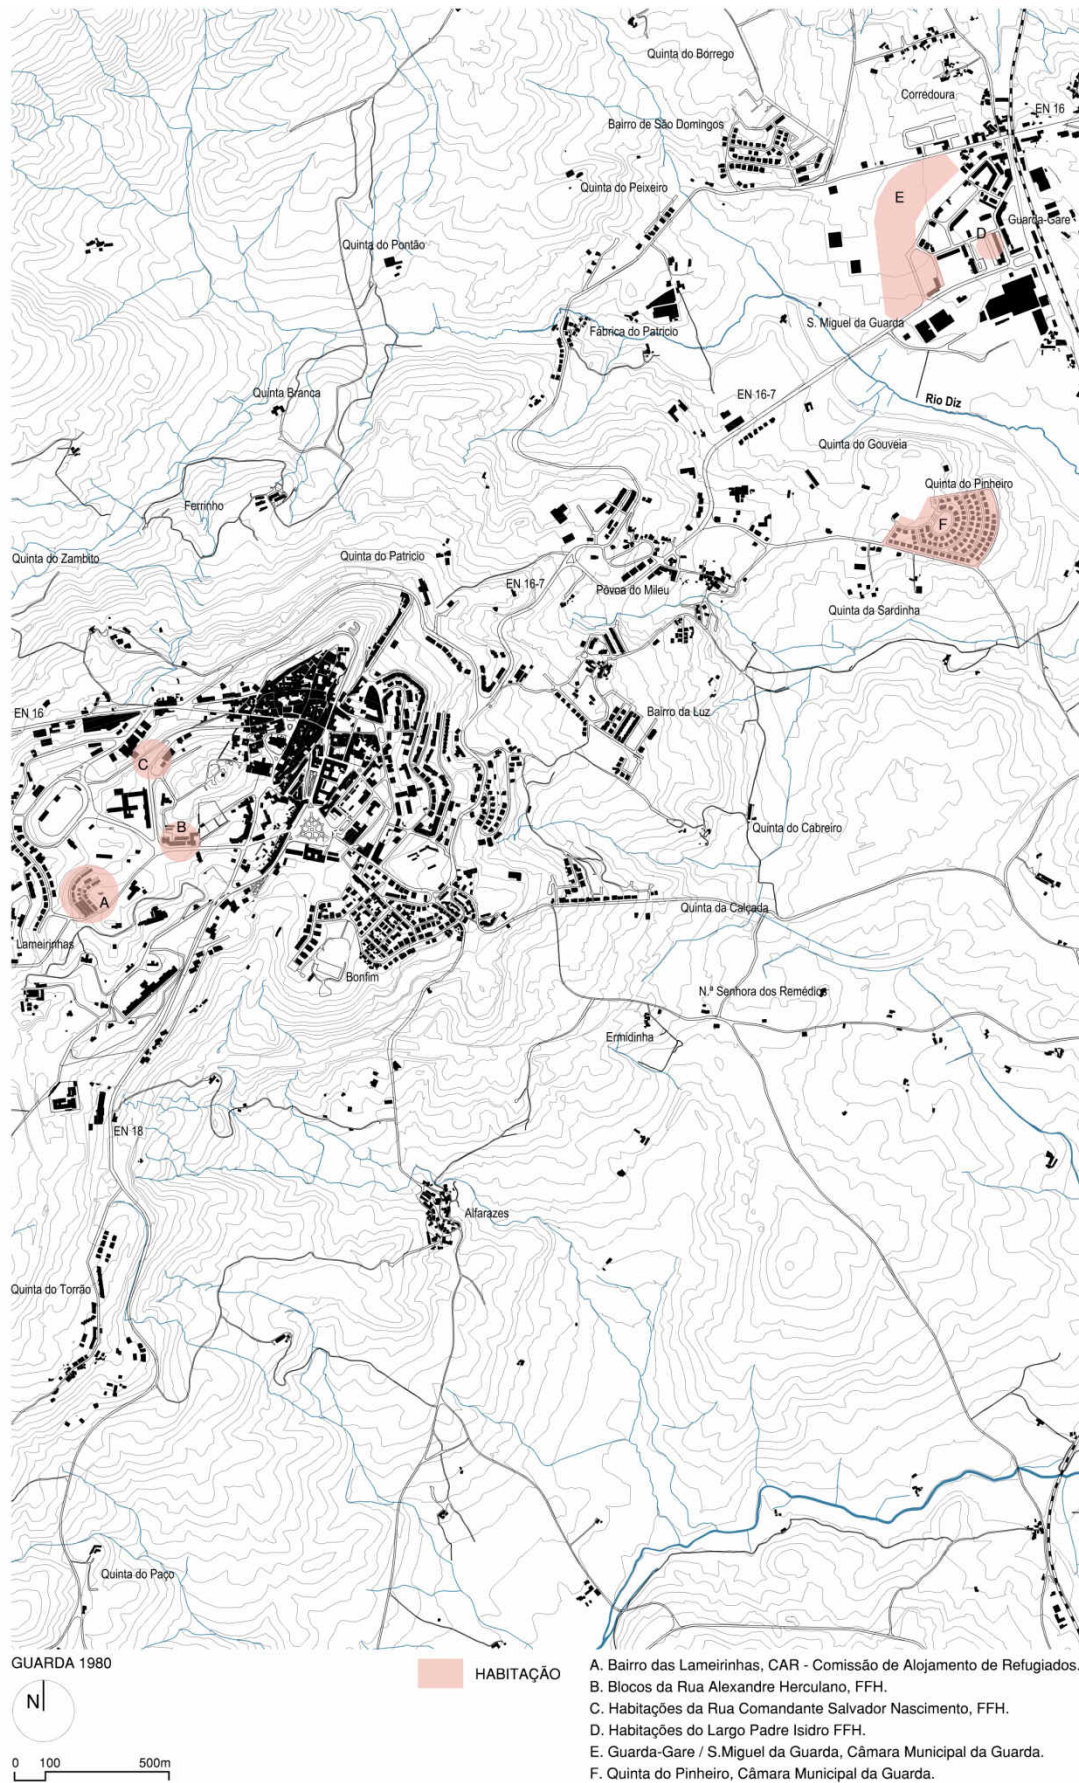 Quinta do Borrego
Corredoura
EN 16
Bairro de São Domingos
Quinta do Peixeiro
E
Guarda-Gare
D
Quinta do Pontão
S. Miguel da Guarda
Fábrica do Patricio
Quinta Branca
EN 16-7
Rio Diz
Quinta do Gouveia
Quinta do Pinheiro
F
Ferrinho
Quinta do Zambito
Quinta do Patricio
EN 16-7
Póvoa do Mileu
Quinta da Sardinha
EN 16
Bairro da Luz
C
B
Quinta do Cabreiro
A
Quinta da Calçada
Lameirinhas
Bonfim
N.ª Senhora dos Remédios
Ermidinha
EN 18
Alfarazes
Quinta do Torrão
Quinta do Paço
GUARDA 1980
N
0 100 500m
HABITAÇÃO
A. Bairro das Lameirinhas, CAR - Comissão de Alojamento de Refugiados.
B. Blocos da Rua Alexandre Herculano, FFH.
C. Habitações da Rua Comandante Salvador Nascimento, FFH.
D. Habitações do Largo Padre Isidro FFH.
E. Guarda-Gare / S.Miguel da Guarda, Câmara Municipal da Guarda.
F. Quinta do Pinheiro, Câmara Municipal da Guarda.